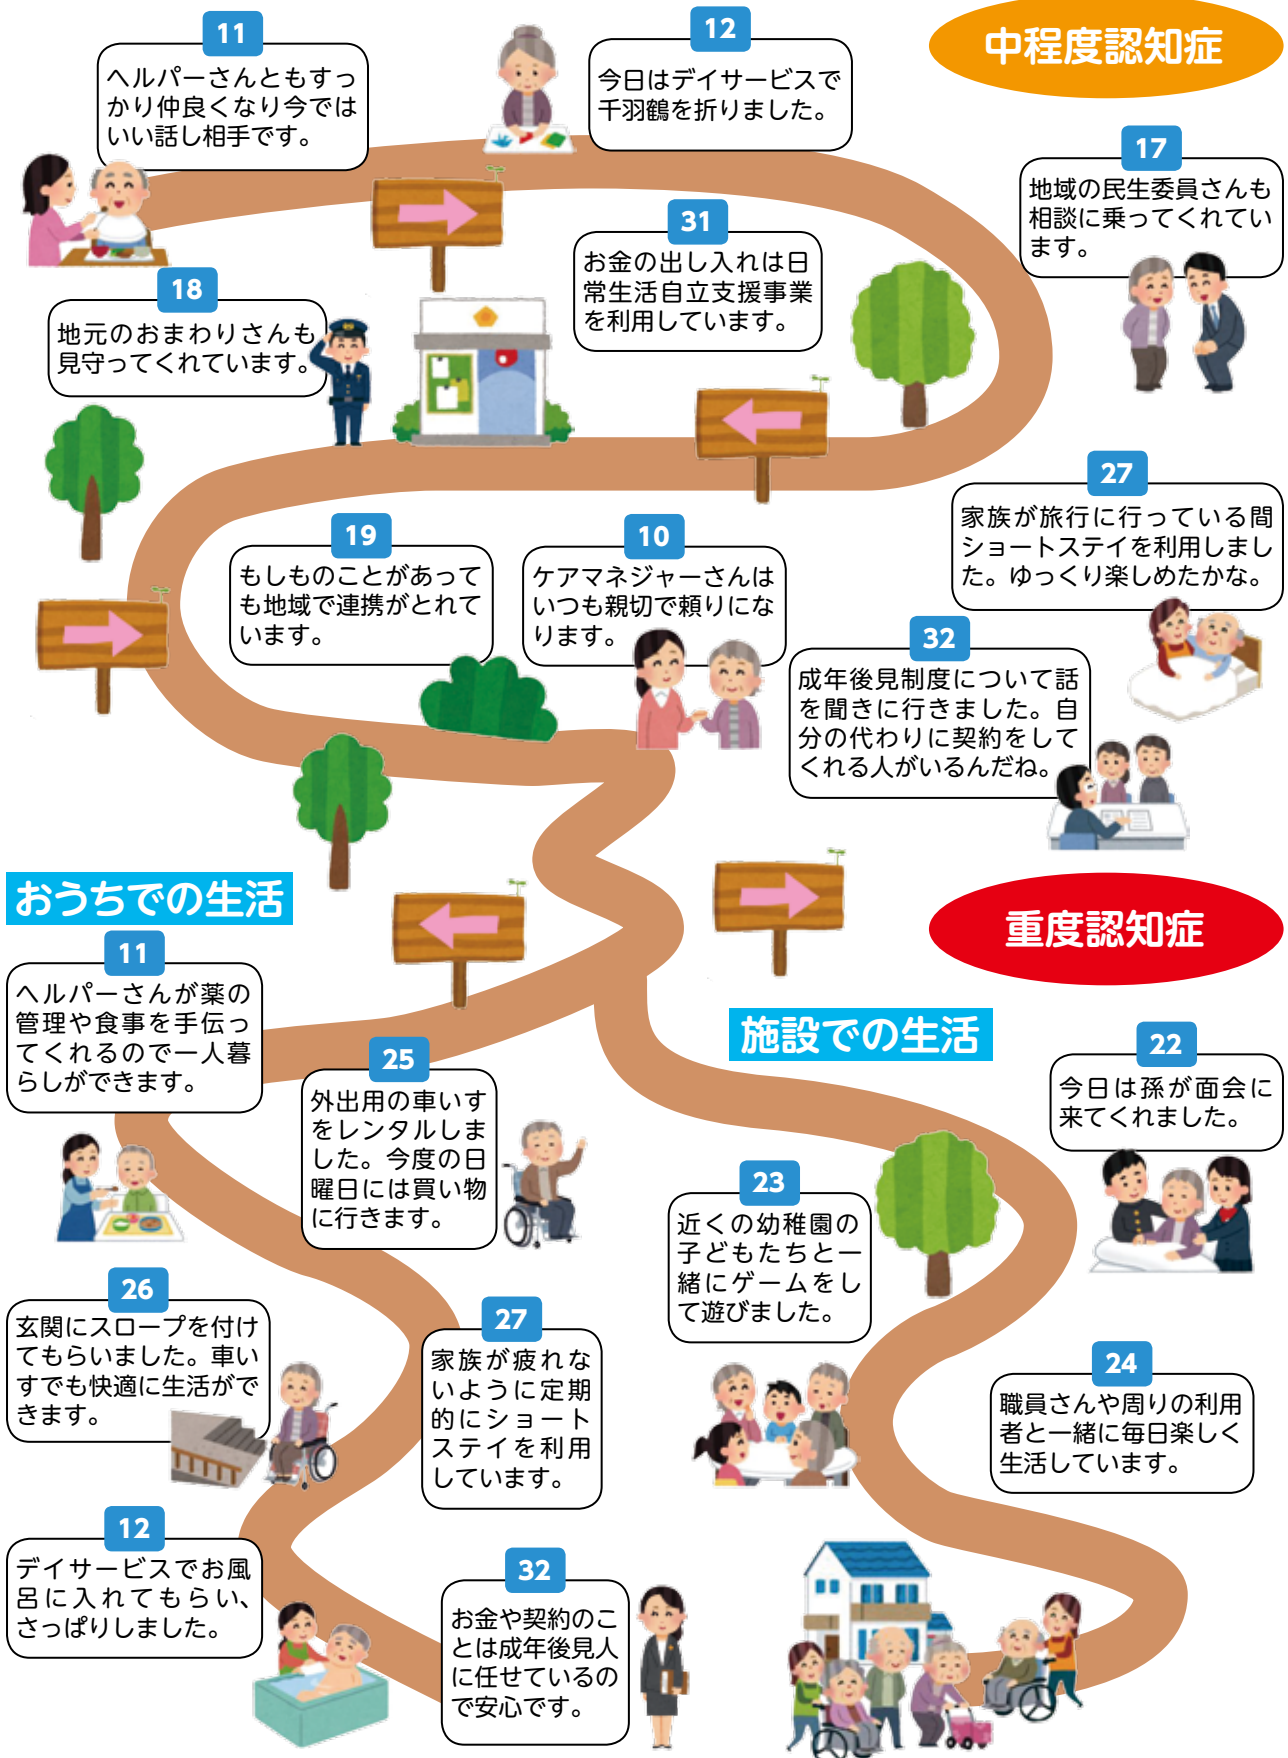 中程度認知症
11
ヘルパーさんともすっ
かり仲良くなり今では
いい話し相手です。
12
今日はデイサービスで
千羽鶴を折りました。
17
地域の民生委員さんも
相談に乗ってくれてい
ます。
31
お金の出し入れは日
常生活自立支援事業
を利用しています。
18
地元のおまわりさんも
見守ってくれています。
19
もしものことがあって
も地域で連携がとれて
います。
10
ケアマネジャーさんは
いつも親切で頼りにな
ります。
27
家族が旅行に行っている間
ショートステイを利用しまし
た。ゆっくり楽しめたかな。
32
成年後見制度について話
を聞きに行きました。自
分の代わりに契約をして
くれる人がいるんだね。
重度認知症
おうちでの生活
11
ヘルパーさんが薬の
管理や食事を手伝っ
てくれるので一人暮
らしができます。
25
外出用の車いす
をレンタルしま
した。今度の日
曜日には買い物
に行きます。
26
玄関にスロープを付け
てもらいました。車い
すでも快適に生活がで
きます。
27
家族が疲れな
いように定期
的にショート
ステイを利用
しています。
12
デイサービスでお風
呂に入れてもらい、
さっぱりしました。
32
お金や契約のこ
とは成年後見人
に任せているの
で安心です。
施設での生活
22
今日は孫が面会に
来てくれました。
23
近くの幼稚園の
子どもたちと一
緒にゲームをし
て遊びました。
24
職員さんや周りの利用
者と一緒に毎日楽しく
生活しています。